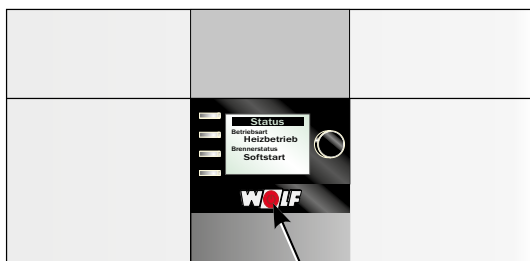 Status
Betriebsart
Heizbetrieb
Brennerstatus
Softstart
WOLF